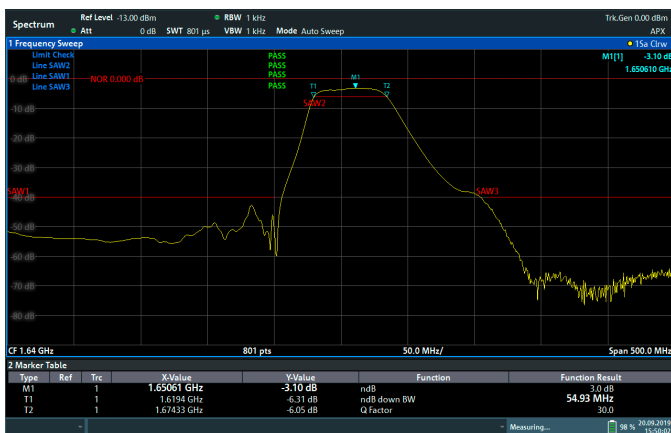 Spectrum
Ref Level -13.00 dBm RBW 1 kHz Trk.Gen 0.00 dBm
Att 0 dB SWT 801 µs VBW 1 kHz Mode Auto Sweep APX
1 Frequency Sweep 1Sa Clrw
Limit Check PASS M1[1] -3.10 dB
Line SAW2 PASS 1.650610 GHz
Line SAW1 PASS
Line SAW3 PASS
0 dB NOR 0.000 dB
M1
T1 T2
SAW2
-10 dB
-20 dB
-30 dB
SAW1 SAW3
-40 dB
-50 dB
-60 dB
-70 dB
-80 dB
CF 1.64 GHz 801 pts 50.0 MHz/ Span 500.0 MHz
2 Marker Table
Type Ref Trc X-Value Y-Value Function Function Result
M1 1 1.65061 GHz -3.10 dB ndB 3.0 dB
T1 1 1.6194 GHz -6.31 dB ndB down BW 54.93 MHz
T2 1 1.67433 GHz -6.05 dB Q Factor 30.0
Measuring... 98 % 20.09.2019
15:50:02